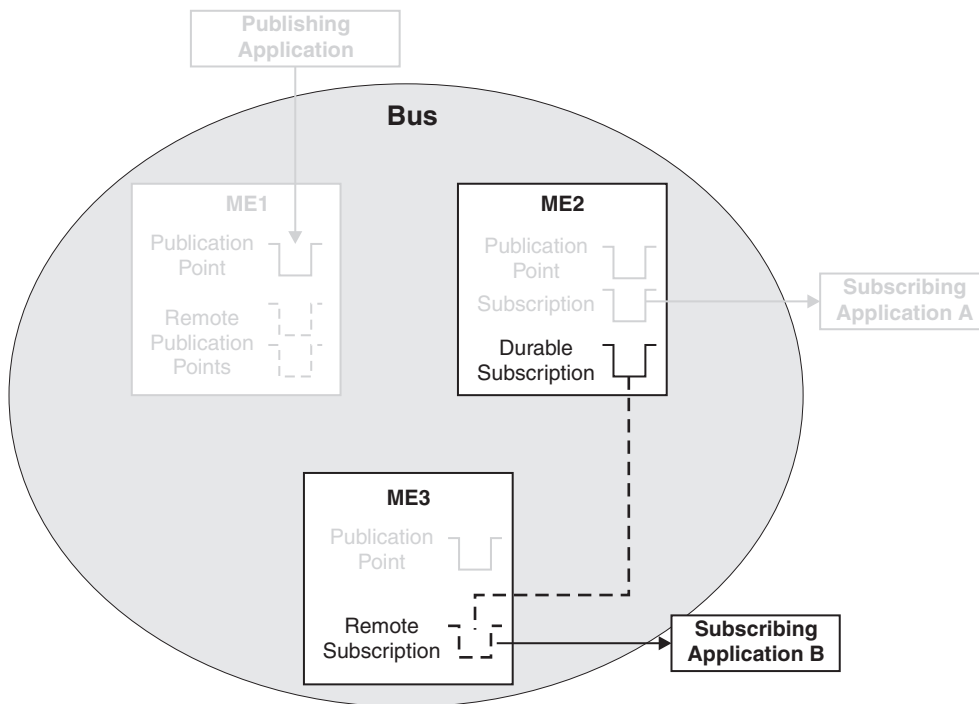 Publishing
Application
Bus
ME1
Publication
Point
Remote
Publication
Points
ME2
Publication
Point
Subscription
Durable
Subscription
Subscribing
Application A
ME3
Publication
Point
Remote
Subscription
Subscribing
Application B